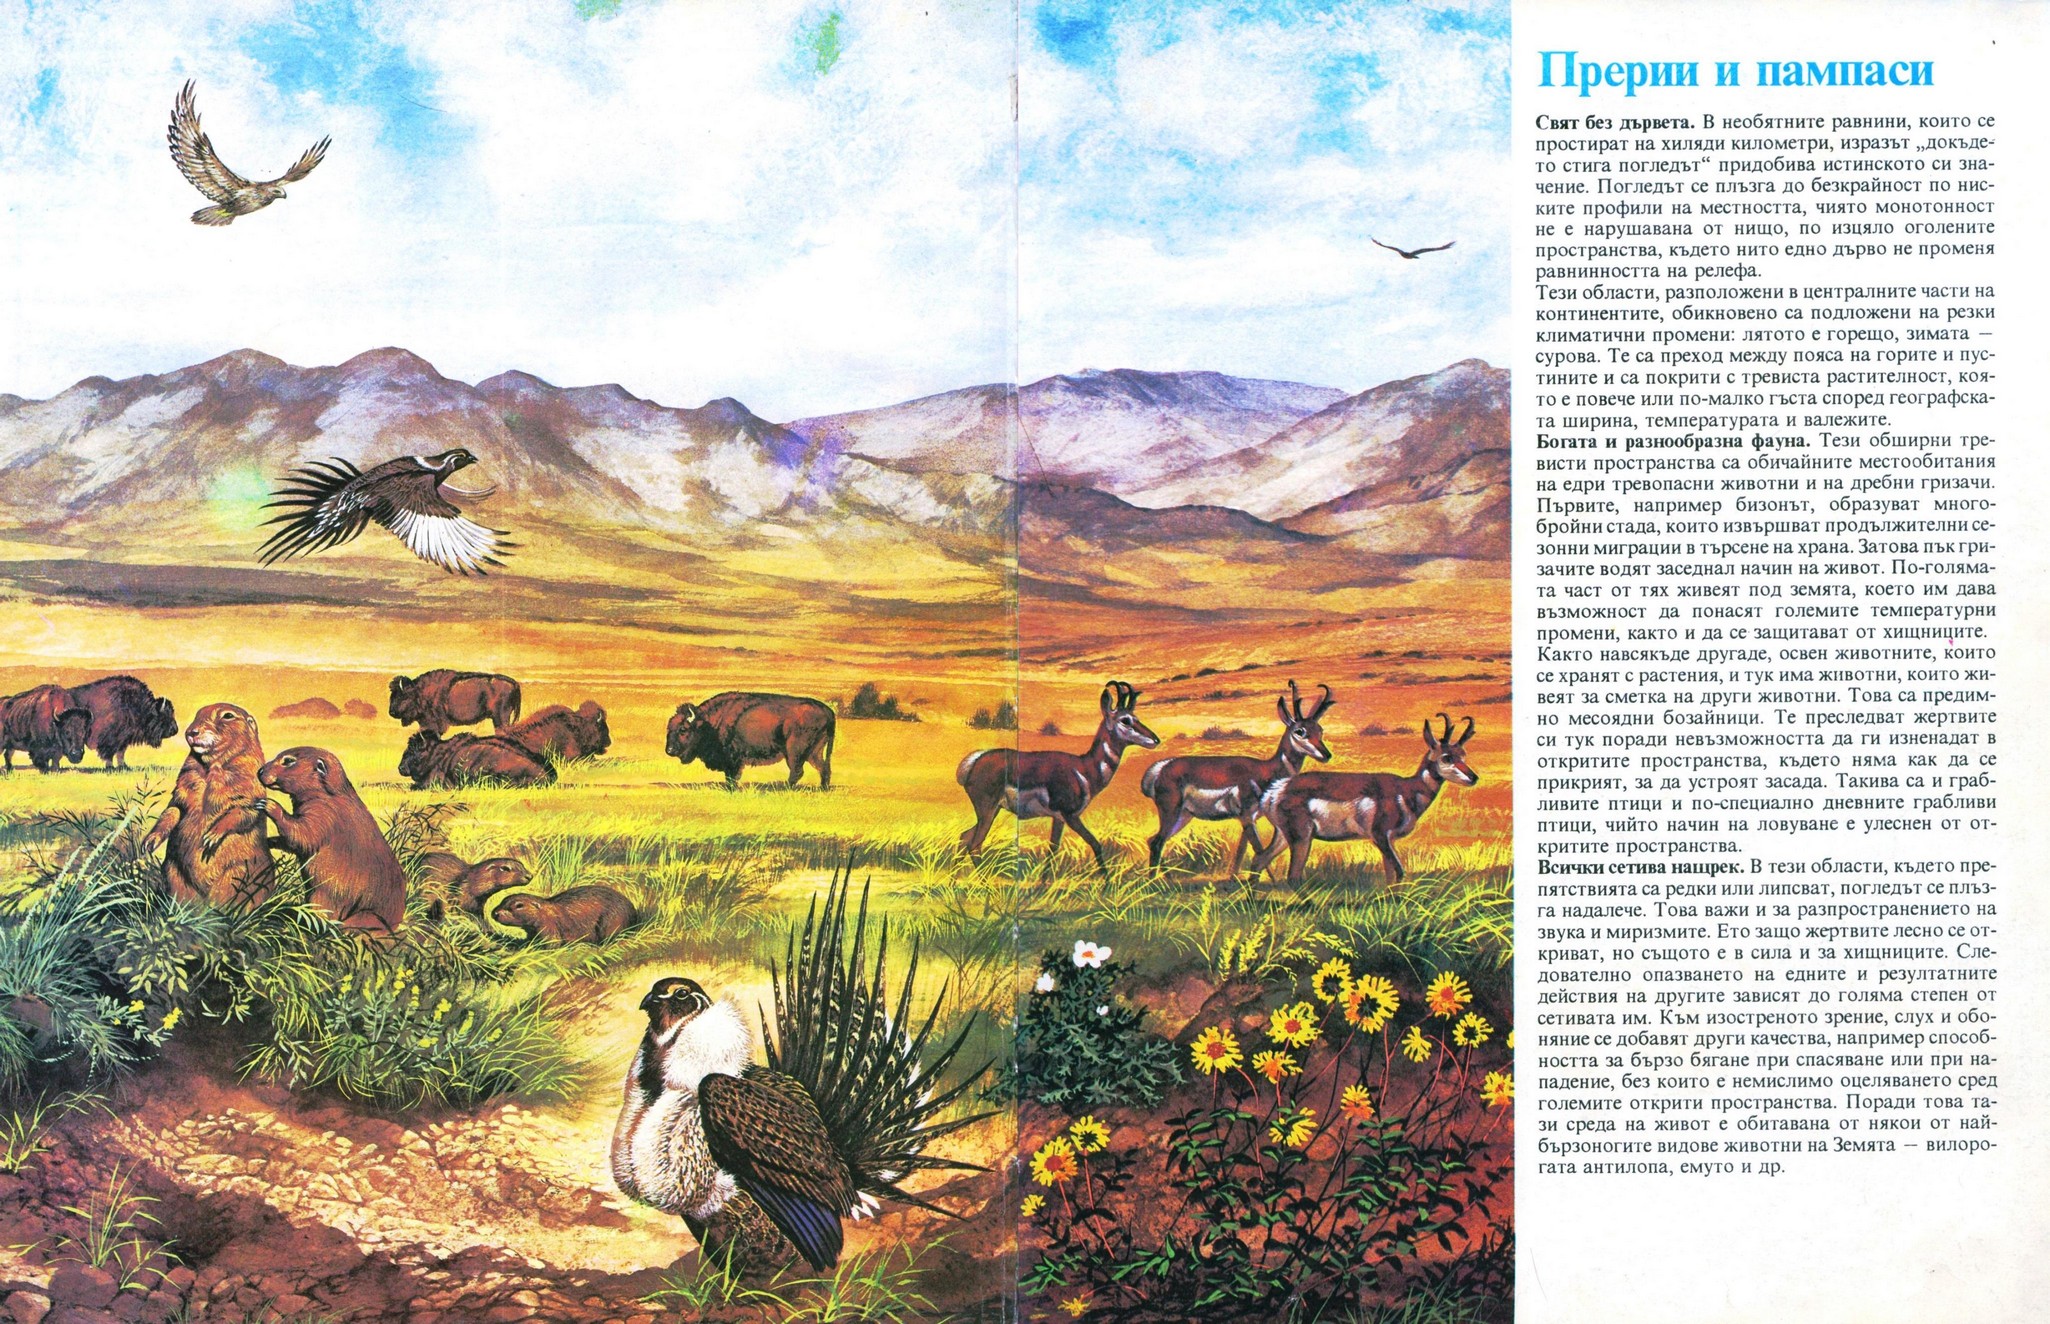 Прерии и пампаси
Свят без дървета. В необятните равнини, които се
простират на хиляди километри, изразът „докъде-
то стига погледът“ придобива истинското си зна-
чение. Погледът се плъзга до безкрайност по нис-
ките профили на местността, чиято монотонност
не е нарушавана от нищо, по изцяло оголените
пространства, където нито едно дърво не променя
равнинността на релефа.
Тези области, разположени в централните части на
континентите, обикновено са подложени на резки
климатични промени: лятото е горещо, зимата —
сурова. Те са преход между пояса на горите и пус-
тините и са покрити с тревиста растителност, коя-
то е повече или по-малко гъста според географска-
та ширина, температурата и валежите.
Богата и разнообразна фауна. Тези обширни тре-
висти пространства са обичайните местообитания
на едри тревопасни животни и на дребни гризачи.
Първите, например бизонът, образуват много-
бройни стада, които извършват продължителни се-
зонни миграции в търсене на храна. Затова пък гри-
зачите водят заседнал начин на живот. По-голяма-
та част от тях живеят под земята, което им дава
възможност да понасят големите температурни
промени, както и да се защитават от хищниците.
Както навсякъде другаде, освен животните, които
се хранят с растения, и тук има животни, които жи-
веят за сметка на други животни. Това са предим-
но месоядни бозайници. Те преследват жертвите
си тук поради невъзможността да ги изненадат в
откритите пространства, където няма как да се
прикрият, за да устроят засада. Такива са и граб-
ливите птици и по-специално дневните грабливи
птици, чийто начин на ловуване е улеснен от от-
критите пространства.
Всички сетива нащрек. В тези области, където пре-
пятствията са редки или липсват, погледът се плъз-
га надалече. Това важи и за разпространението на
звука и миризмите. Ето защо жертвите лесно се от-
криват, но същото е в сила и за хищниците. Сле-
дователно опазването на едните и резултатните
действия на другите зависят до голяма степен от
сетивата им. Към изостреното зрение, слух и обо-
няние се добавят други качества, например способ-
ността за бързо бягане при спасяване или при на-
падение, без които е немислимо оцеляването сред
големите открити пространства. Поради това та-
зи среда на живот е обитавана от някои от най-
бързоногите видове животни на Земята — вилоро-
гата антилопа, емуто и др.